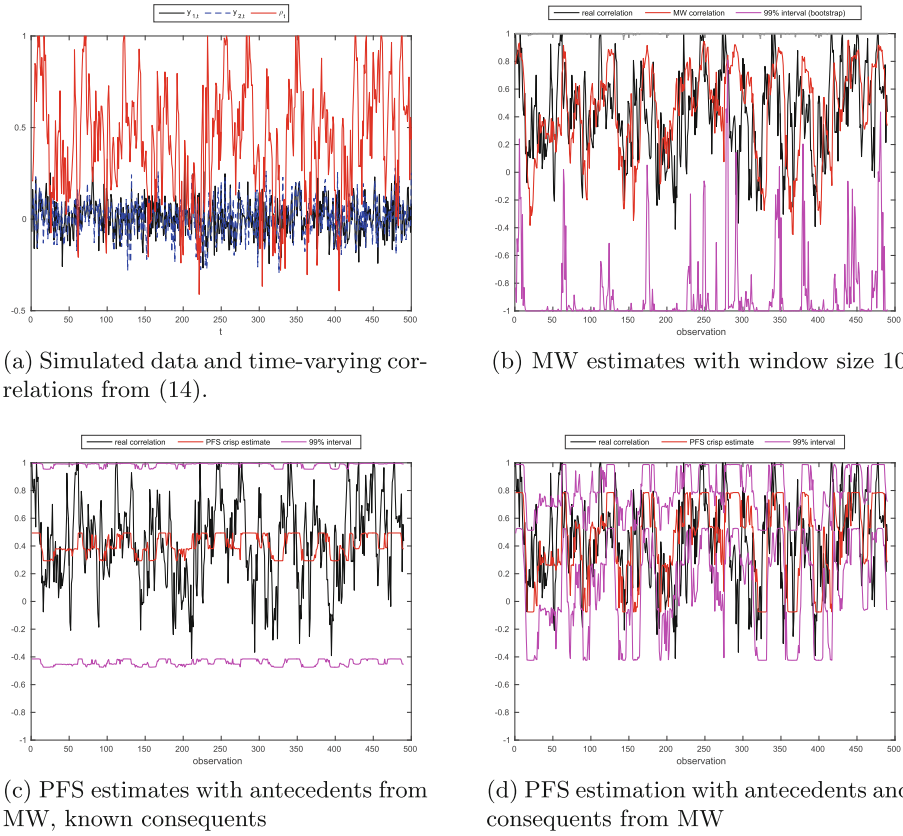 y1,t y2,t ρt
1
0.5
0
-0.5
0 50 100 150 200 250 300 350 400 450 500
t
(a) Simulated data and time-varying cor-
relations from (14).
real correlation MW correlation 99% interval (bootstrap)
1
0.8
0.6
0.4
0.2
0
-0.2
-0.4
-0.6
-0.8
-1
0 50 100 150 200 250 300 350 400 450 500
observation
(b) MW estimates with window size 10
real correlation PFS crisp estimate 99% interval
1
0.8
0.6
0.4
0.2
0
-0.2
-0.4
-0.6
-0.8
-1
0 50 100 150 200 250 300 350 400 450 500
observation
(c) PFS estimates with antecedents from
MW, known consequents
real correlation PFS crisp estimate 99% interval
1
0.8
0.6
0.4
0.2
0
-0.2
-0.4
-0.6
-0.8
-1
0 50 100 150 200 250 300 350 400 450 500
observation
(d) PFS estimation with antecedents and
consequents from MW